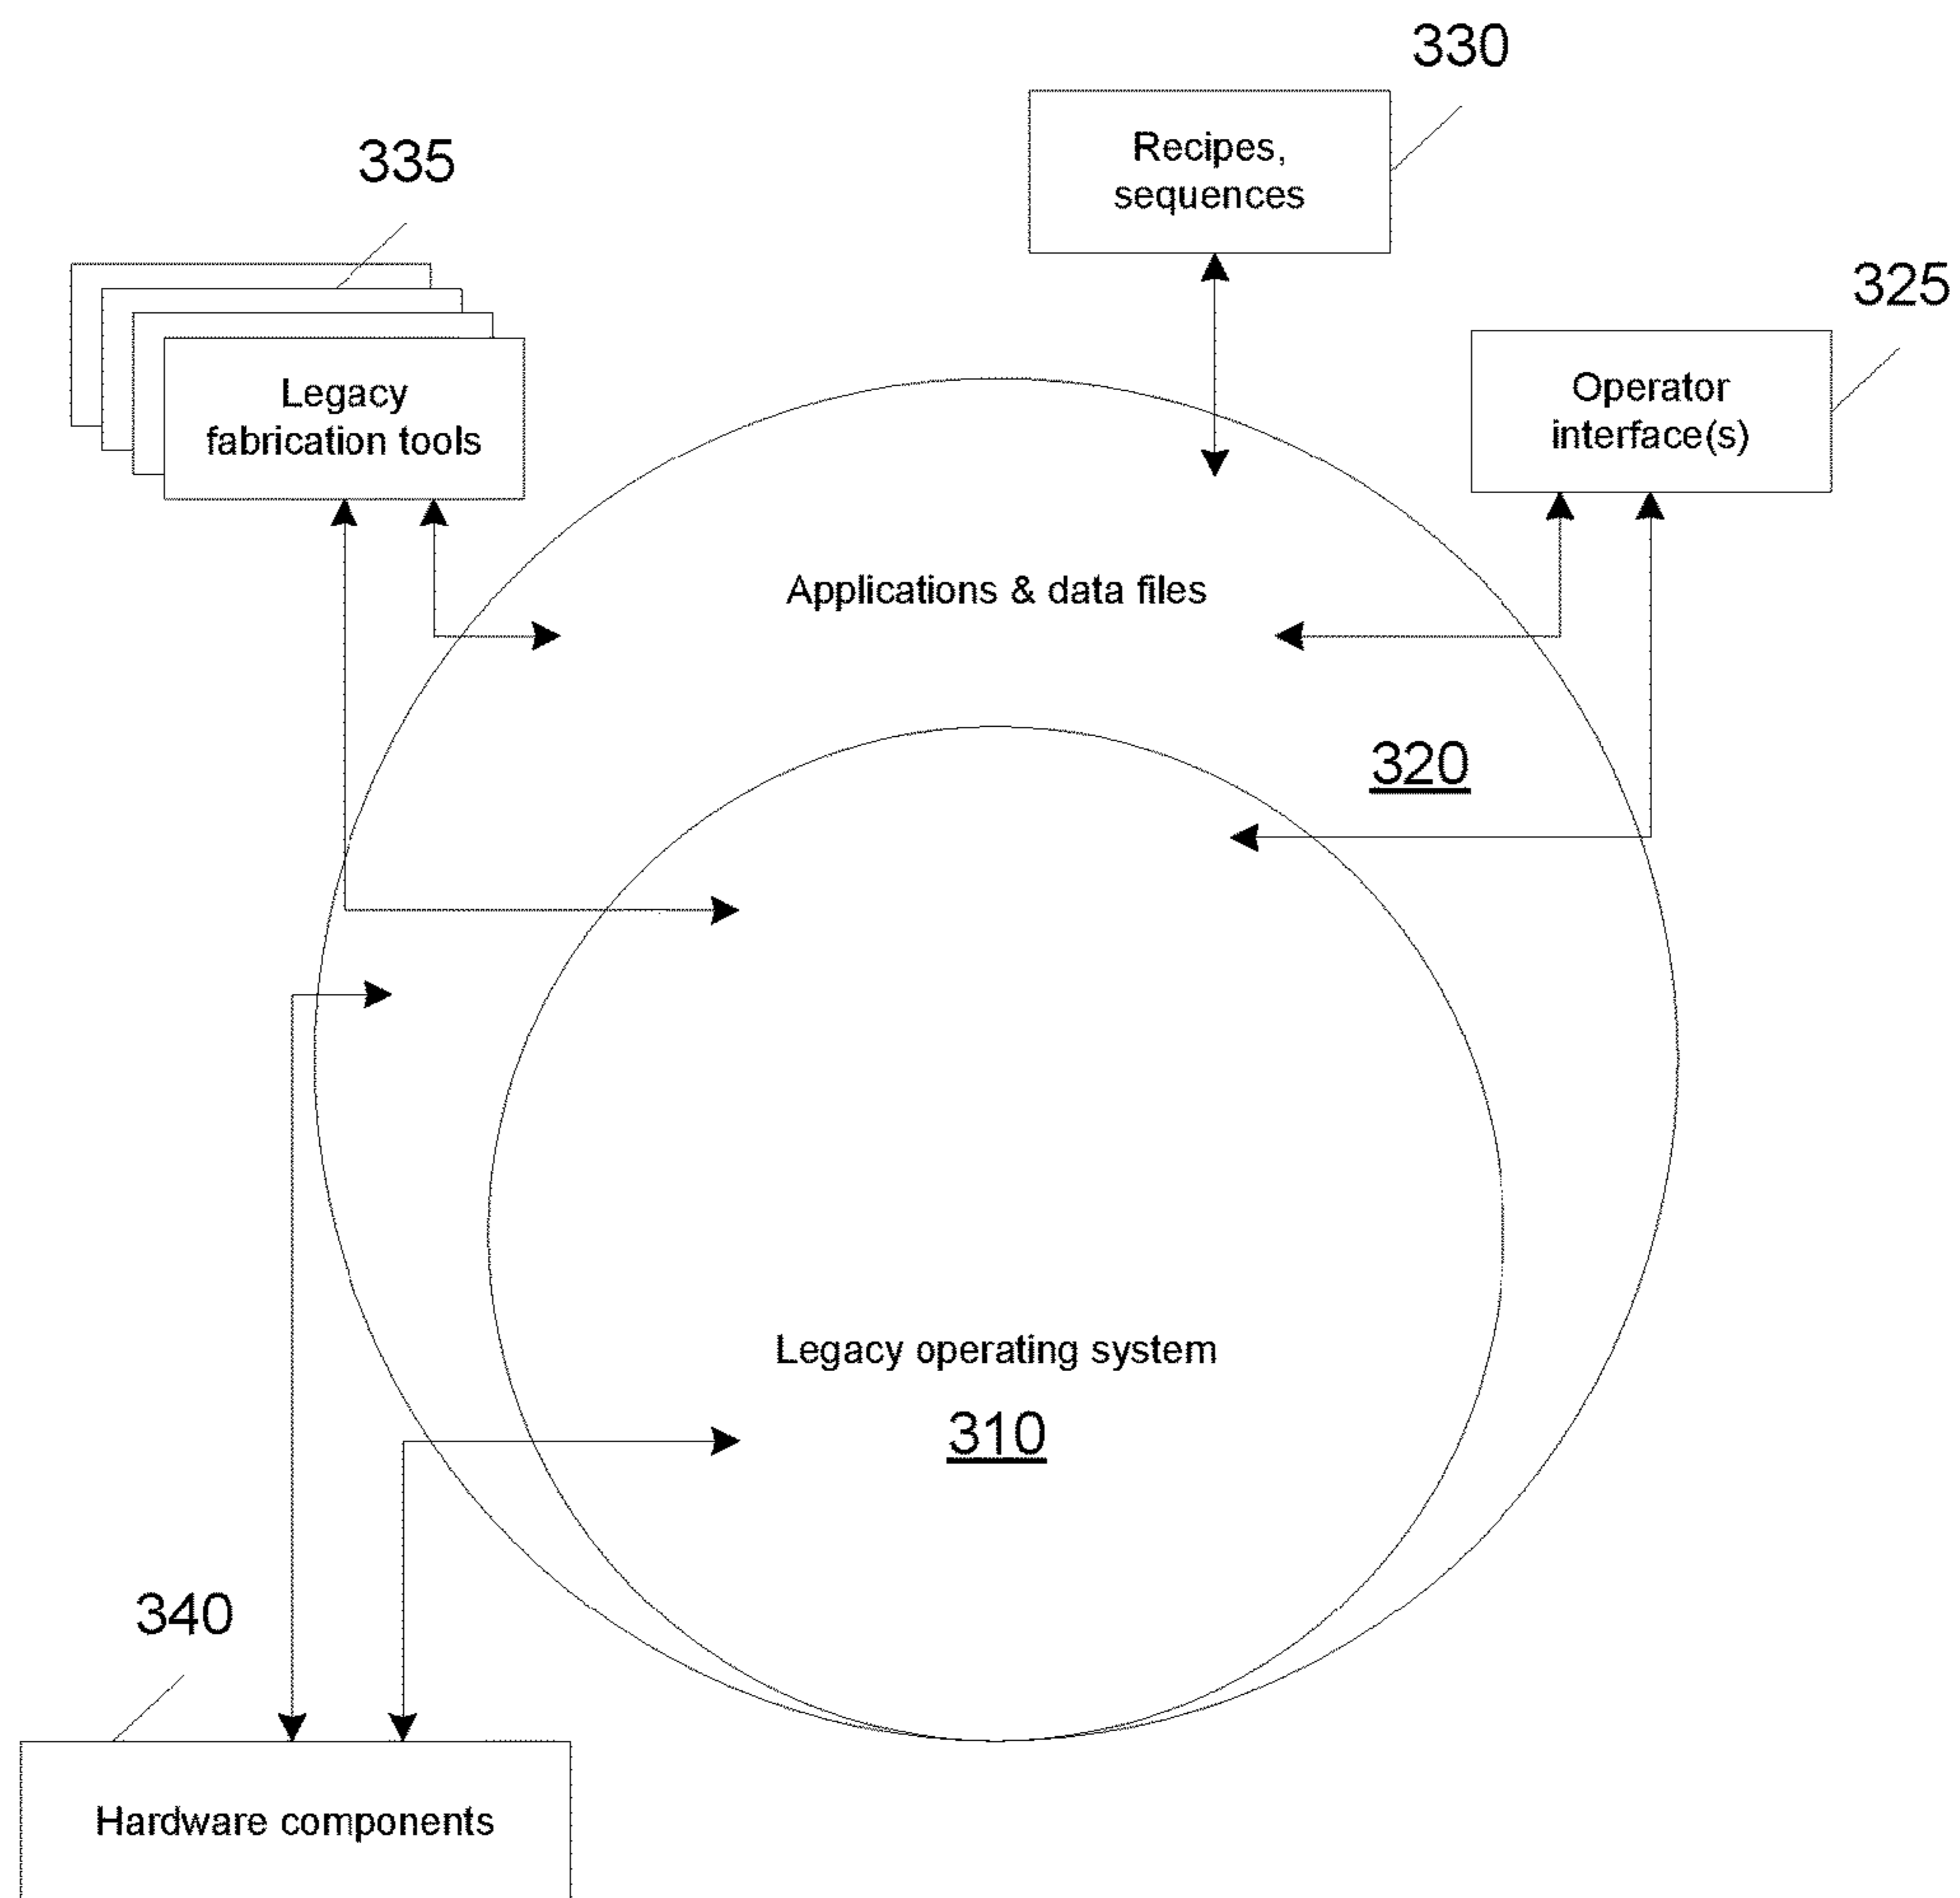 330
Recipes,
sequences
335
325
Legacy
fabrication tools
Operator
interface(s)
Applications & data files
320
Legacy operating system
310
340
Hardware components